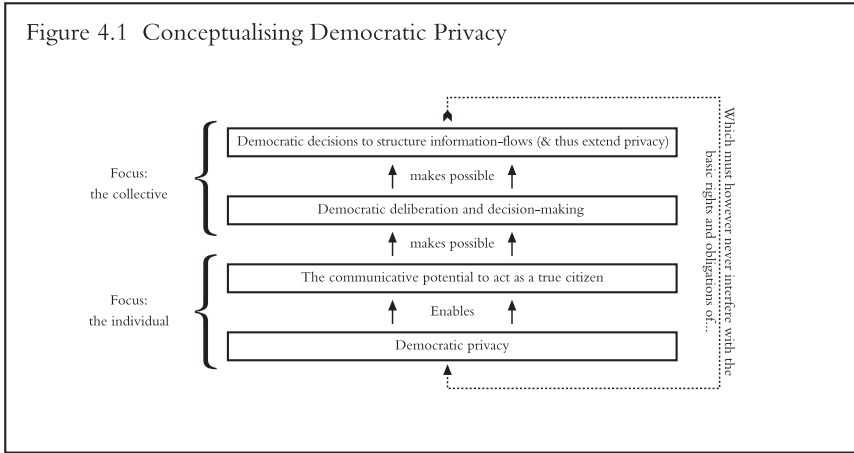 Figure 4.1 Conceptualising Democratic Privacy
Democratic decisions to structure information-flows (& thus extend privacy)
Focus:
the collective
makes possible
Democratic deliberation and decision-making
makes possible
The communicative potential to act as a true citizen
Focus:
the individual
Enables
Democratic privacy
Which must however never interfere with the
basic rights and obligations of...